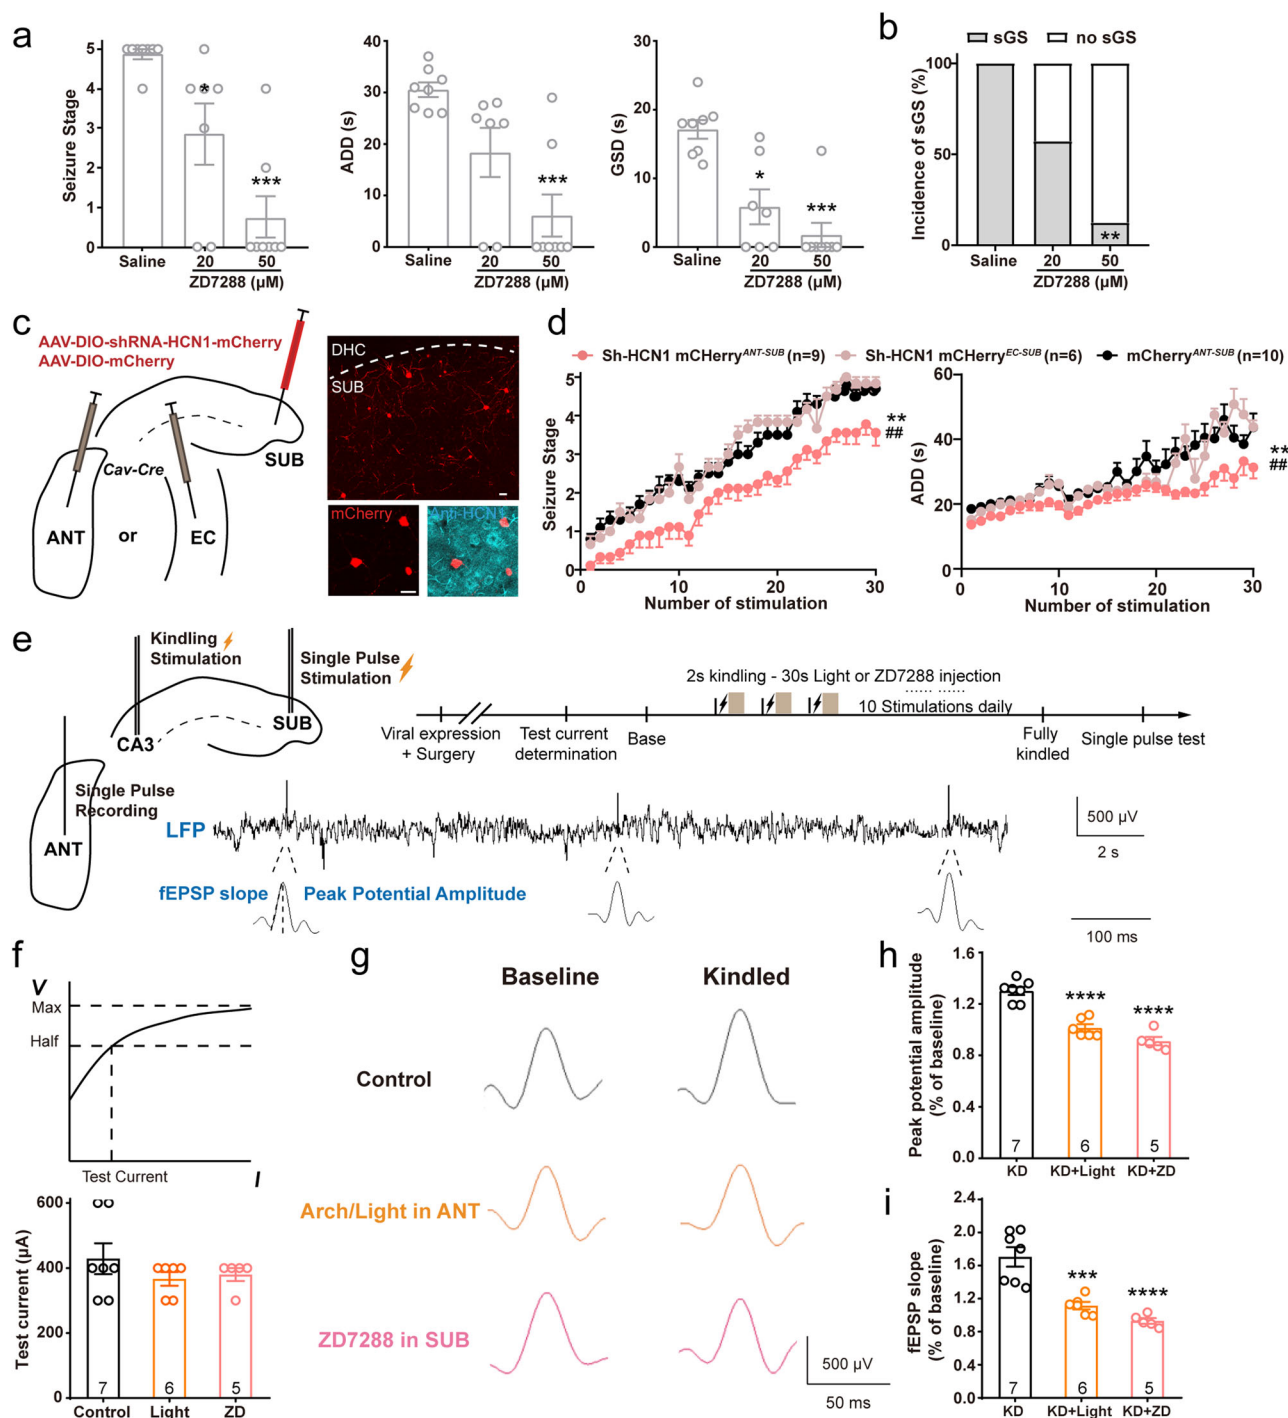 a
Seizure Stage
5
4
3
2
1
0
*
***
Saline
20
50
ZD7288 (μM)
ADD (s)
40
30
20
10
0
***
Saline
20
50
ZD7288 (μM)
GSD (s)
30
20
10
0
*
***
Saline
20
50
ZD7288 (μM)
b
sGS
no sGS
Incidence of sGS (%)
100
50
0
**
Saline
20
50
ZD7288 (μM)
c
AAV-DIO-shRNA-HCN1-mCherry
AAV-DIO-mCherry
Cav-Cre
SUB
ANT
or
EC
DHC
SUB
mCherry
Anti-HCN1
d
Sh-HCN1 mCHerry^ANT-SUB (n=9)
Sh-HCN1 mCHerry^EC-SUB (n=6)
mCherry^ANT-SUB (n=10)
Seizure Stage
5
4
3
2
1
0
**
##
0
10
20
30
Number of stimulation
ADD (s)
60
40
20
0
**
##
0
10
20
30
Number of stimulation
e
Kindling
Stimulation
Single Pulse
Stimulation
SUB
CA3
Single Pulse
Recording
ANT
2s kindling - 30s Light or ZD7288 injection
...... ......
10 Stimulations daily
Viral expression
+ Surgery
Test current
determination
Base
Fully
kindled
Single pulse test
LFP
500 μV
2 s
fEPSP slope
Peak Potential Amplitude
100 ms
f
V
Max
Half
Test Current
I
Test current (μA)
600
400
200
0
7
6
5
Control
Light
ZD
g
Baseline
Kindled
Control
Arch/Light in ANT
ZD7288 in SUB
500 μV
50 ms
h
Peak potential amplitude
(% of baseline)
1.6
1.2
0.8
0.4
0.0
****
****
7
6
5
KD
KD+Light
KD+ZD
i
fEPSP slope
(% of baseline)
2.4
2.0
1.6
1.2
0.8
0.0
***
****
7
6
5
KD
KD+Light
KD+ZD